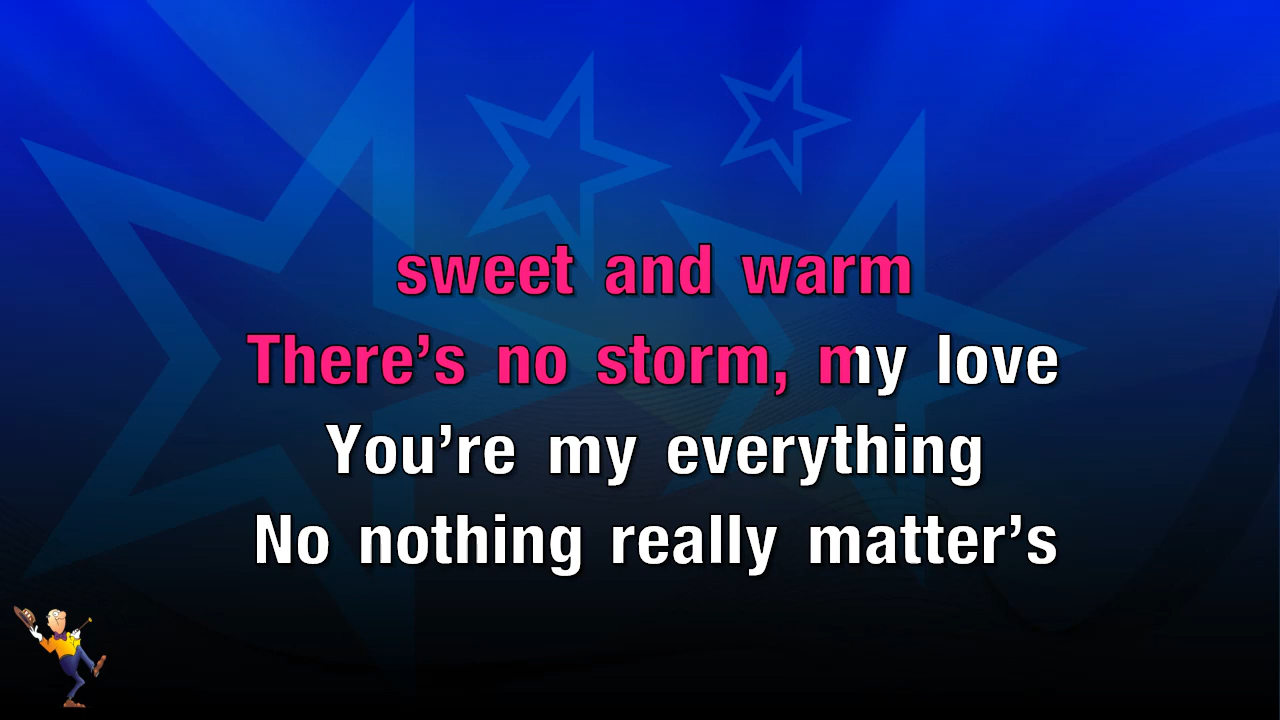 sweet and warm
There’s no storm, my love
You’re my everything
No nothing really matter’s